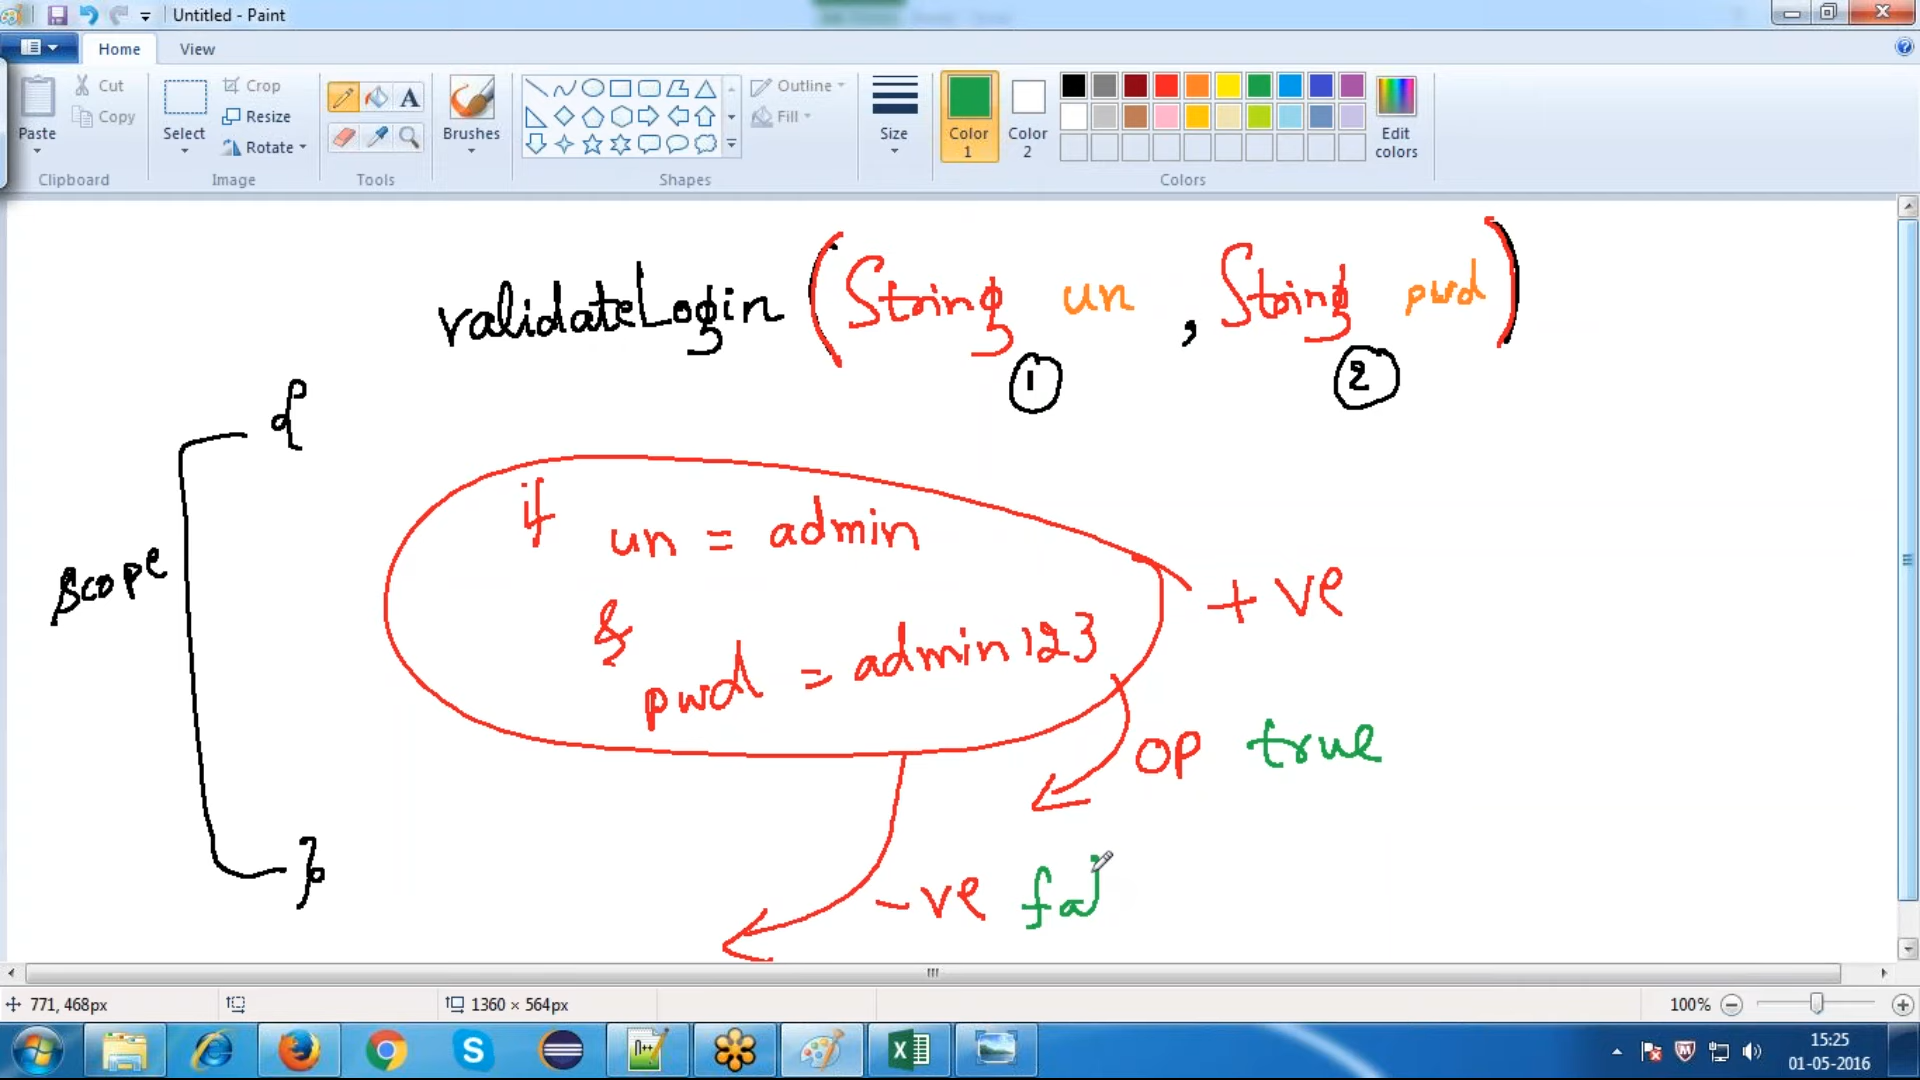 Untitled - Paint
Home View
Paste
Cut
Copy
Clipboard
Select
Crop
Resize
Rotate
Image
Tools
Brushes
Shapes
Outline
Fill
Size
Color 1
Color 2
Edit colors
Colors
validateLogin (String un , String pwd)
1 2
{
if un = admin
scope
&
+ve
pwd = admin123
op true
}
-ve fal
771, 468px
1360 × 564px
100%
15:25
01-05-2016